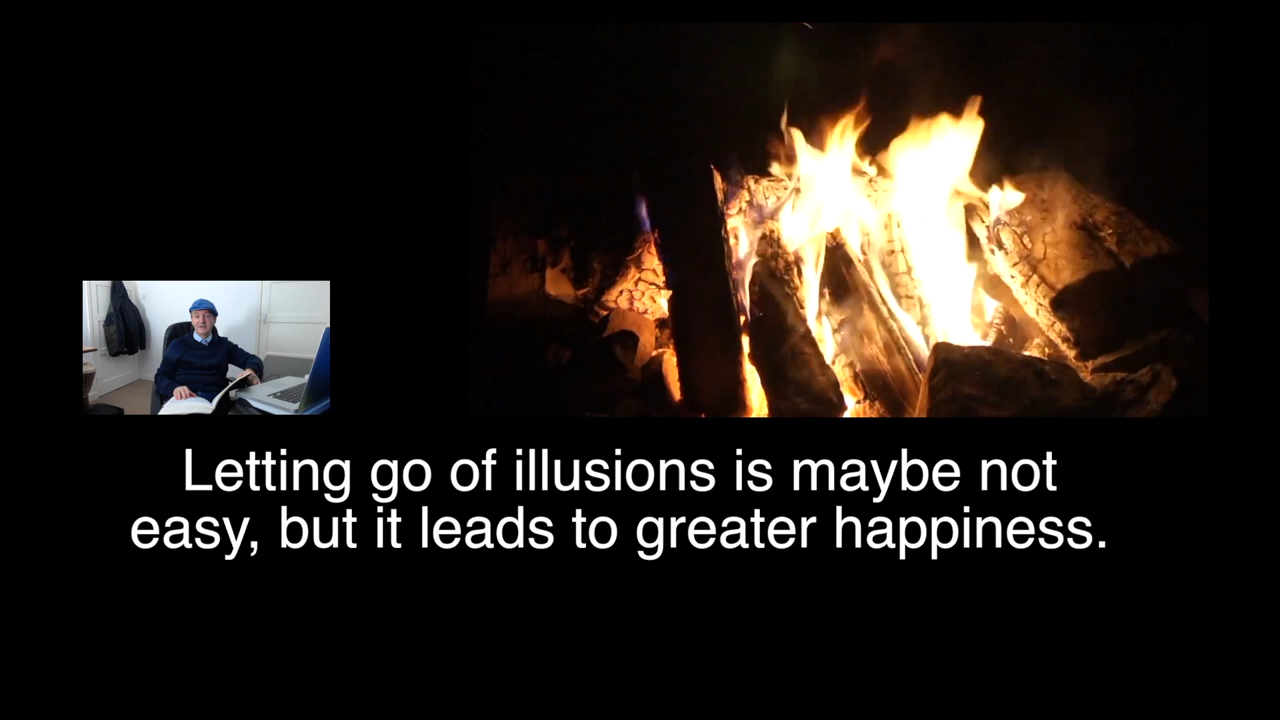 Letting go of illusions is maybe not
easy, but it leads to greater happiness.